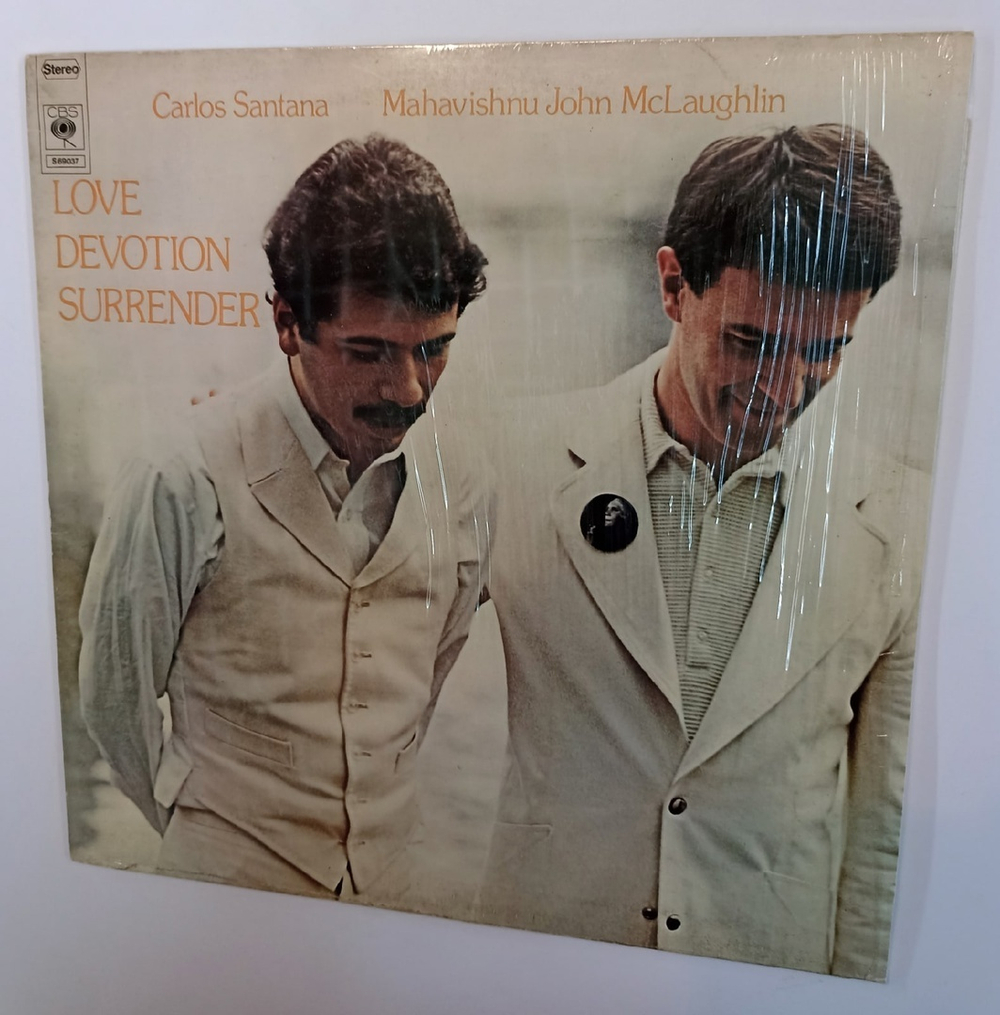 Stereo
CBS
S 69037
Carlos Santana Mahavishnu John McLaughlin
LOVE
DEVOTION
SURRENDER